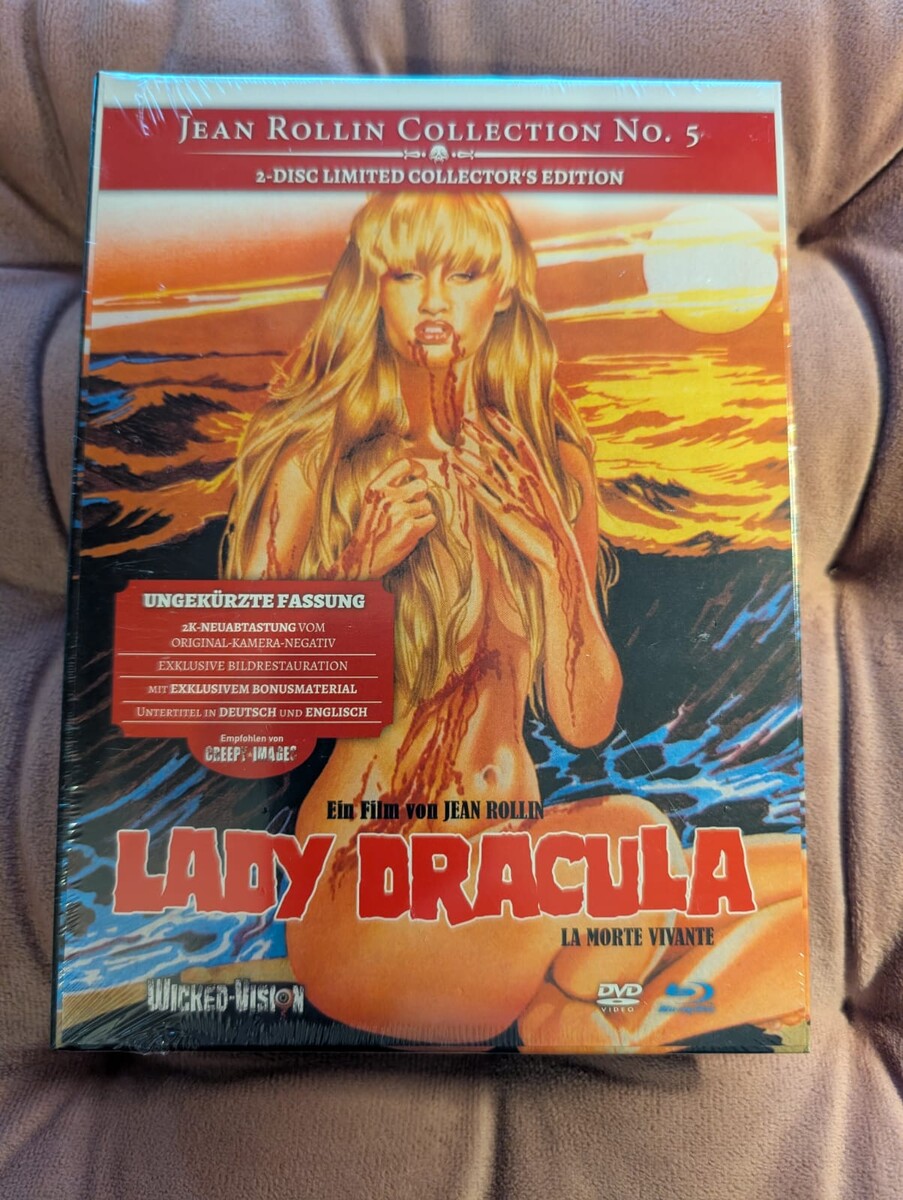 JEAN ROLLIN COLLECTION NO. 5
2-DISC LIMITED COLLECTOR'S EDITION
UNGEKÜRZTE FASSUNG
2K-NEUABTASTUNG VOM
ORIGINAL-KAMERA-NEGATIV
EXKLUSIVE BILDRESTAURATION
MIT EXKLUSIVEM BONUSMATERIAL
UNTERTITEL IN DEUTSCH UND ENGLISCH
Empfohlen von
CREEPY-IMAGES
Ein Film von JEAN ROLLIN
LADY DRACULA
LA MORTE VIVANTE
WICKED-VISION
DVD
VIDEO